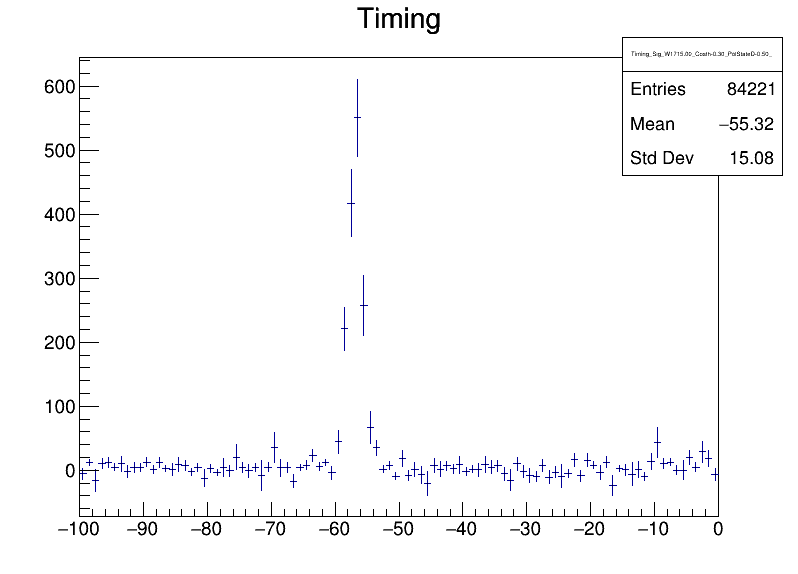 Timing
Timing_Sig_W1715.00_Costh-0.30_PolStateD-0.50_
Entries 84221
Mean −55.32
Std Dev 15.08
600
500
400
300
200
100
0
−100 −90 −80 −70 −60 −50 −40 −30 −20 −10 0